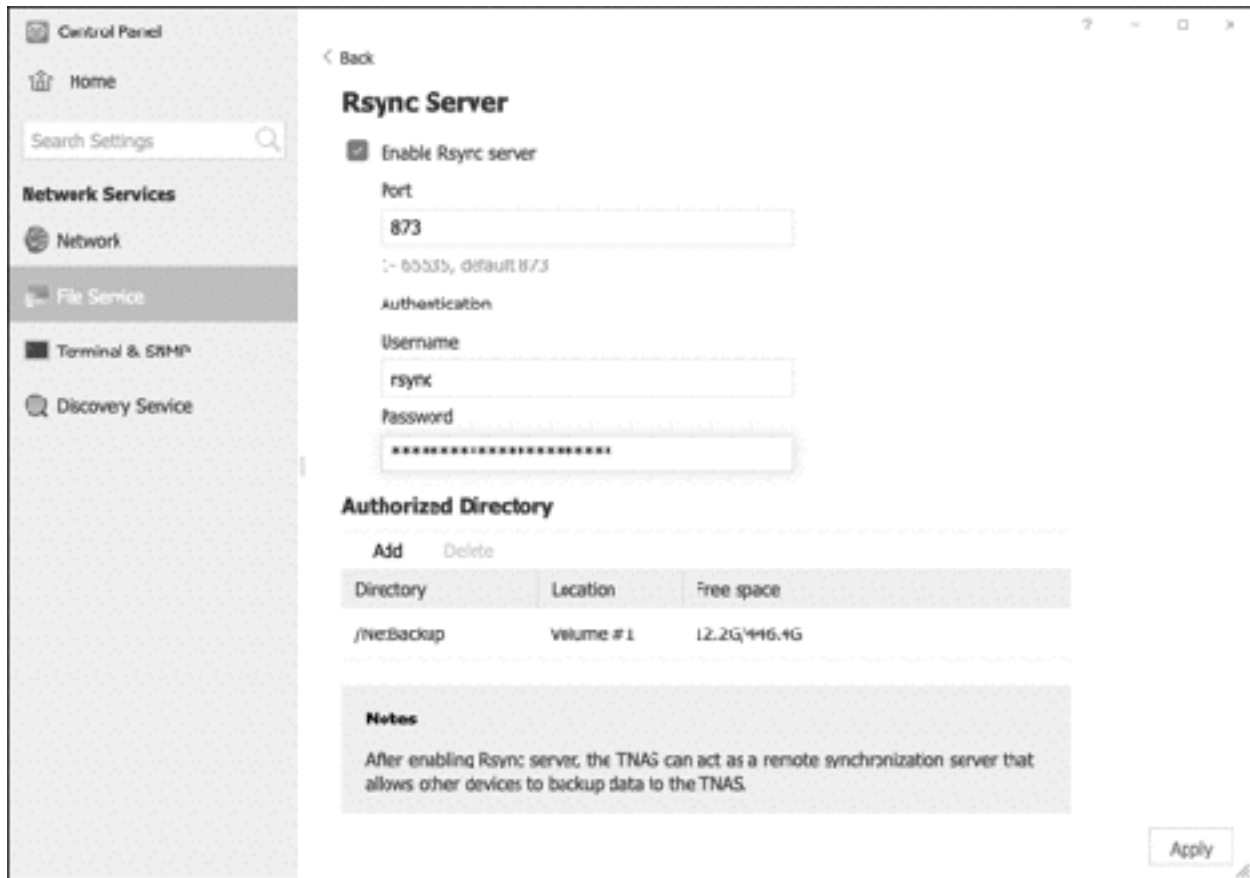 Control Panel
Home
Search Settings
Network Services
Network
File Service
Terminal & SNMP
Discovery Service
?
Back
Rsync Server
Enable Rsync server
Port
873
1- 65535, default 873
Authentication
Username
rsync
Password
Authorized Directory
Add Delete
Directory Location Free space
/NetBackup Volume #1 12.2G/446.4G
Notes
After enabling Rsync server, the TNAS can act as a remote synchronization server that
allows other devices to backup data to the TNAS.
Apply